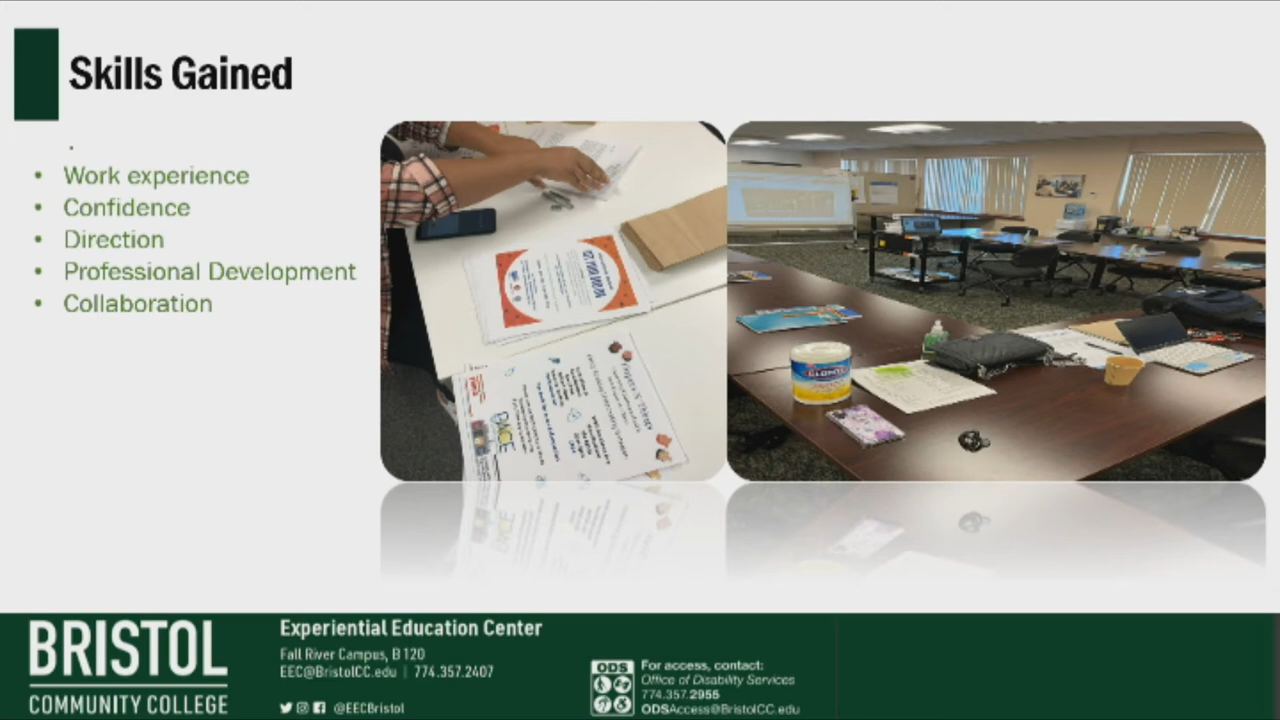 Skills Gained
.
• Work experience
• Confidence
• Direction
• Professional Development
• Collaboration
BRISTOL
COMMUNITY COLLEGE
Experiential Education Center
Fall River Campus, B 120
EEC@BristolCC.edu | 774.357.2407
@EECBristol
ODS
For access, contact:
Office of Disability Services
774.357.2955
ODSAccess@BristolCC.edu